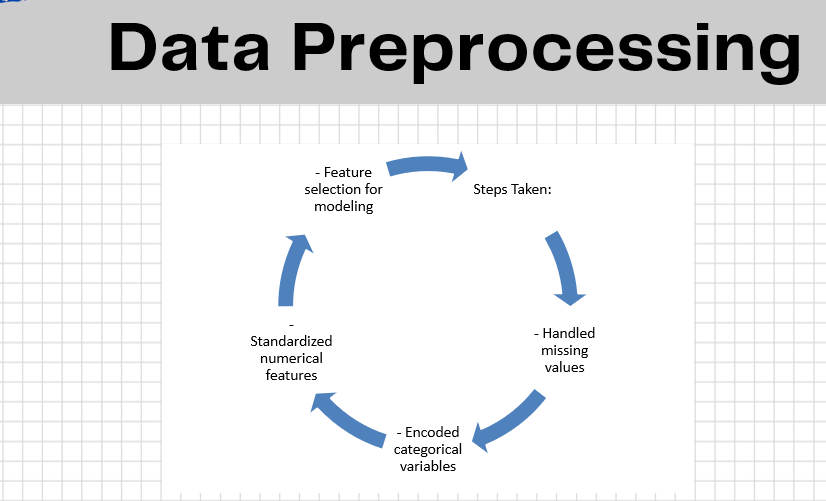 Data Preprocessing
Steps Taken:
- Handled
missing
values
- Encoded
categorical
variables
-
Standardized
numerical
features
- Feature
selection for
modeling